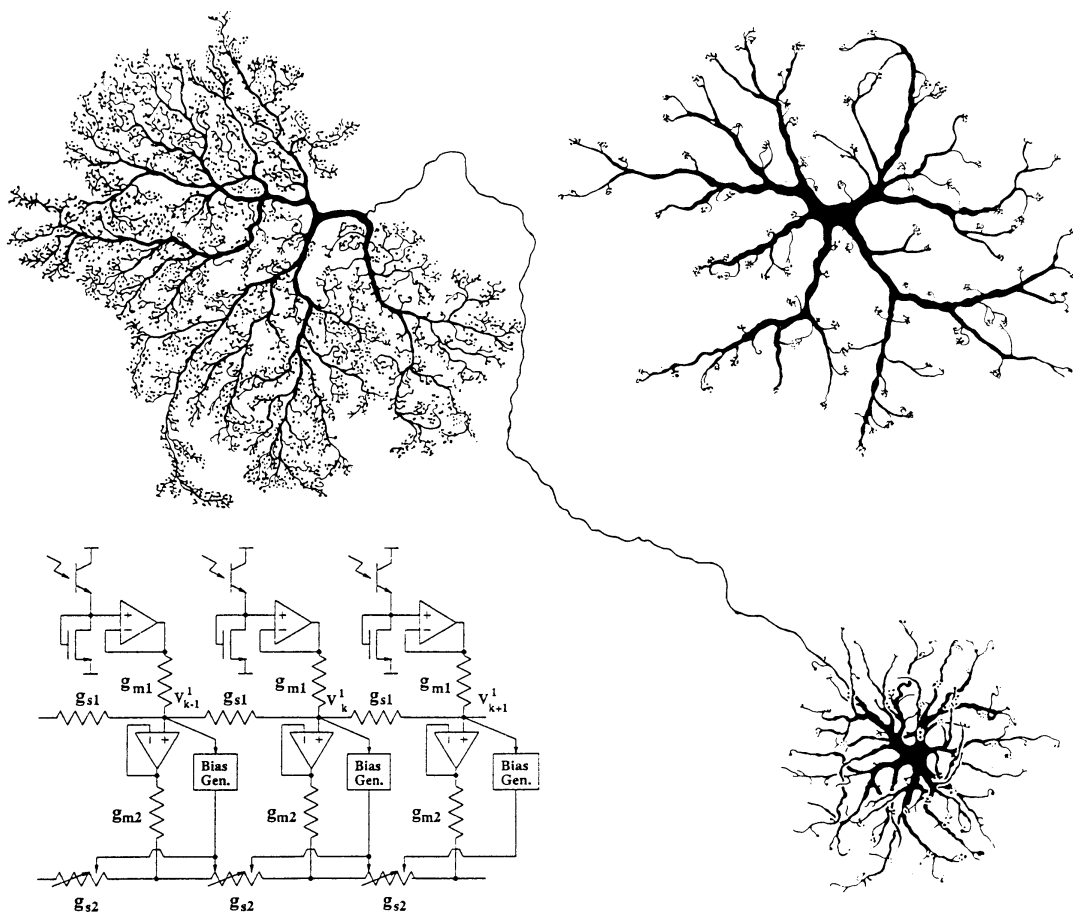 g_m1 V^1_k-1 g_m1 V^1_k g_m1 V^1_k+1
g_s1 g_s1 g_s1
Bias Gen. Bias Gen. Bias Gen.
g_m2 g_m2 g_m2
g_s2 g_s2 g_s2